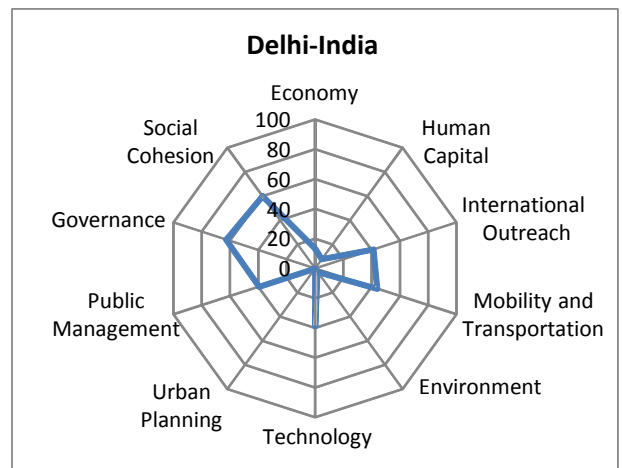 Delhi-India
Economy
Human
Capital
International
Outreach
Mobility and
Transportation
Environment
Technology
Urban
Planning
Public
Management
Governance
Social
Cohesion
100
80
60
40
20
0